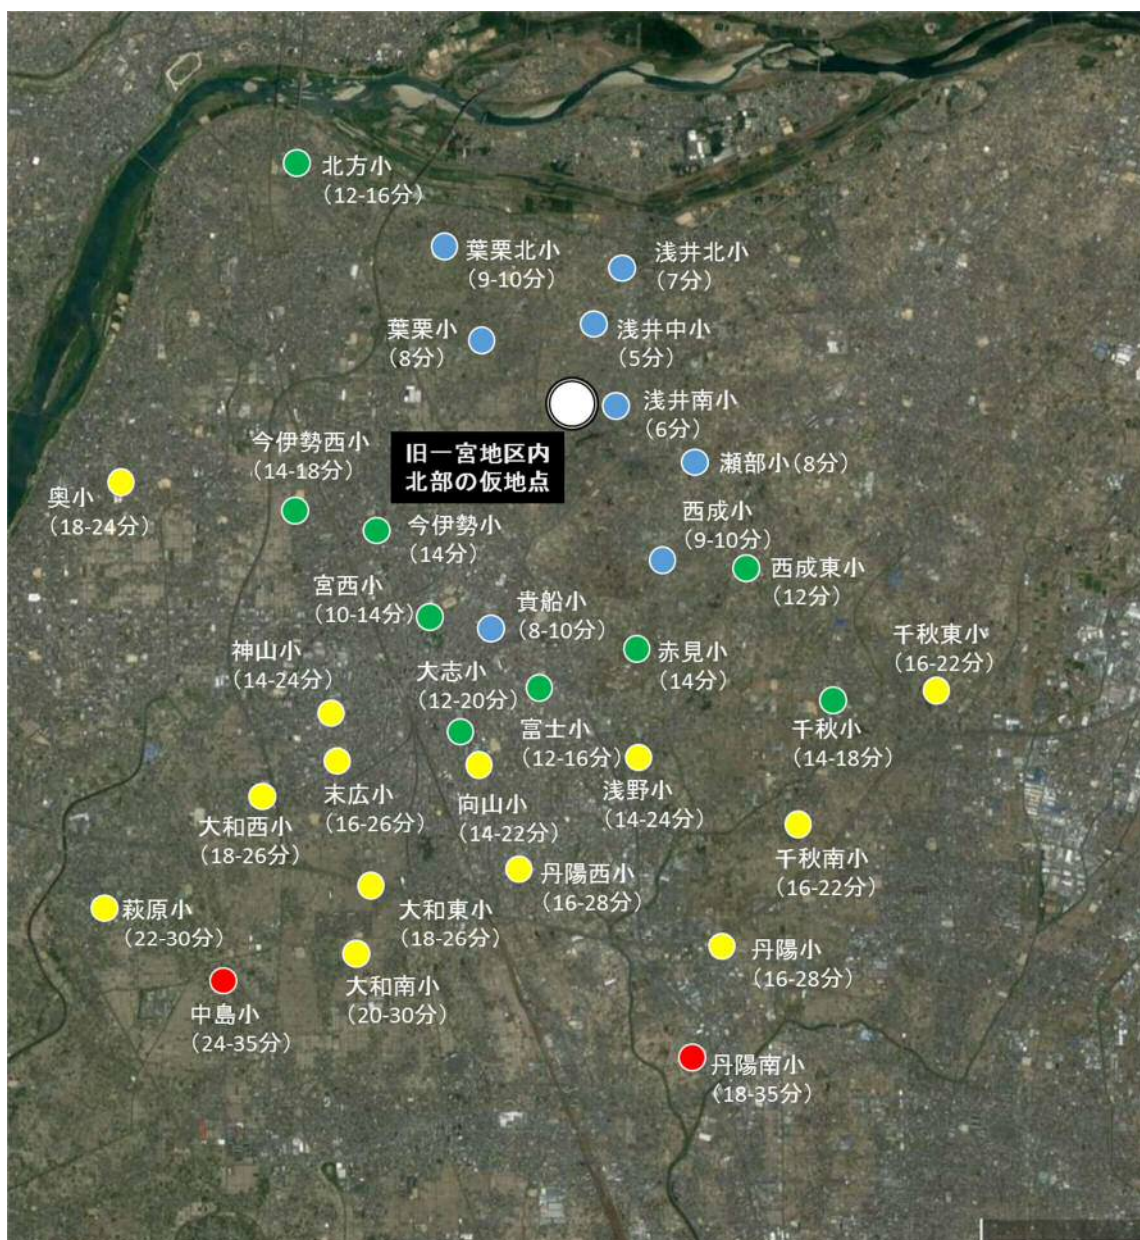 北方小
(12-16分)
葉栗北小
(9-10分)
浅井北小
(7分)
葉栗小
(8分)
浅井中小
(5分)
浅井南小
(6分)
旧一宮地区内
北部の仮地点
今伊勢西小
(14-18分)
瀬部小(8分)
奥小
(18-24分)
今伊勢小
(14分)
西成小
(9-10分)
西成東小
(12分)
宮西小
(10-14分)
貴船小
(8-10分)
千秋東小
(16-22分)
神山小
(14-24分)
大志小
(12-20分)
赤見小
(14分)
富士小
(12-16分)
千秋小
(14-18分)
末広小
(16-26分)
向山小
(14-22分)
浅野小
(14-24分)
大和西小
(18-26分)
千秋南小
(16-22分)
丹陽西小
(16-28分)
萩原小
(22-30分)
大和東小
(18-26分)
丹陽小
(16-28分)
大和南小
(20-30分)
中島小
(24-35分)
丹陽南小
(18-35分)